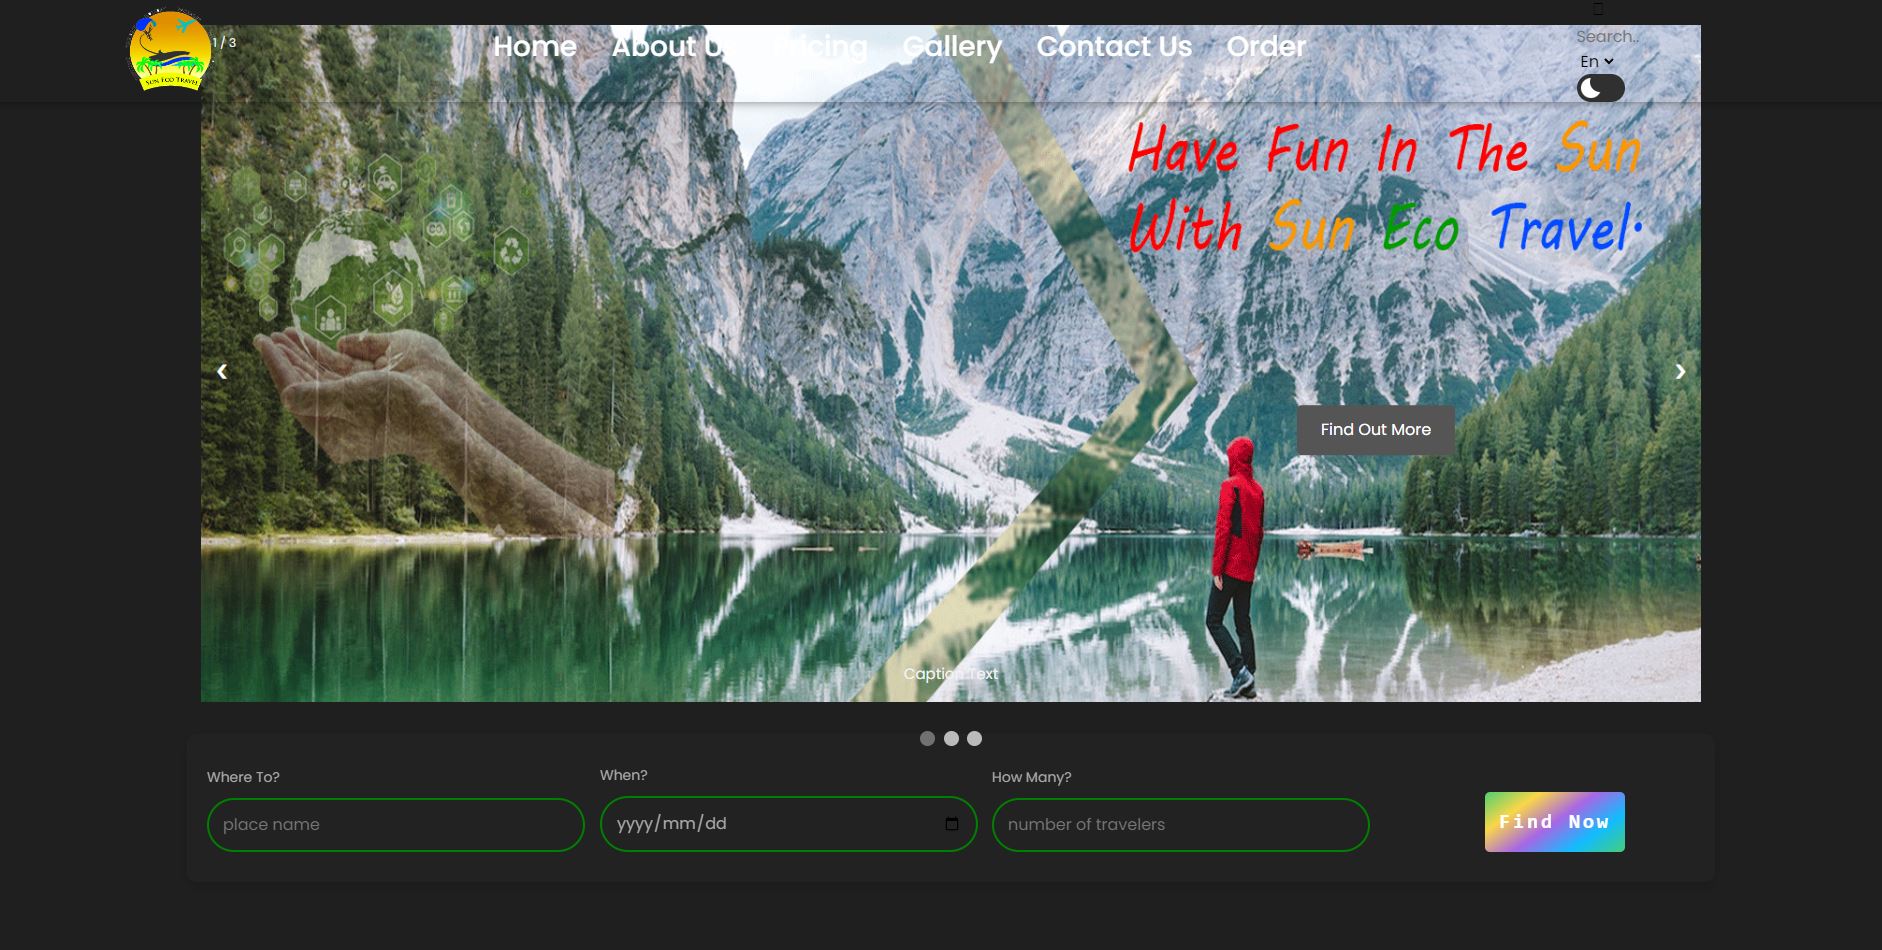 SUN ECO TRAVEL
1 / 3
Home About Us Pricing Gallery Contact Us Order
Search..
En
Have Fun In The Sun
With Sun Eco Travel.
Find Out More
Caption Text
Where To?
When?
How Many?
place name
yyyy/mm/dd
number of travelers
Find Now